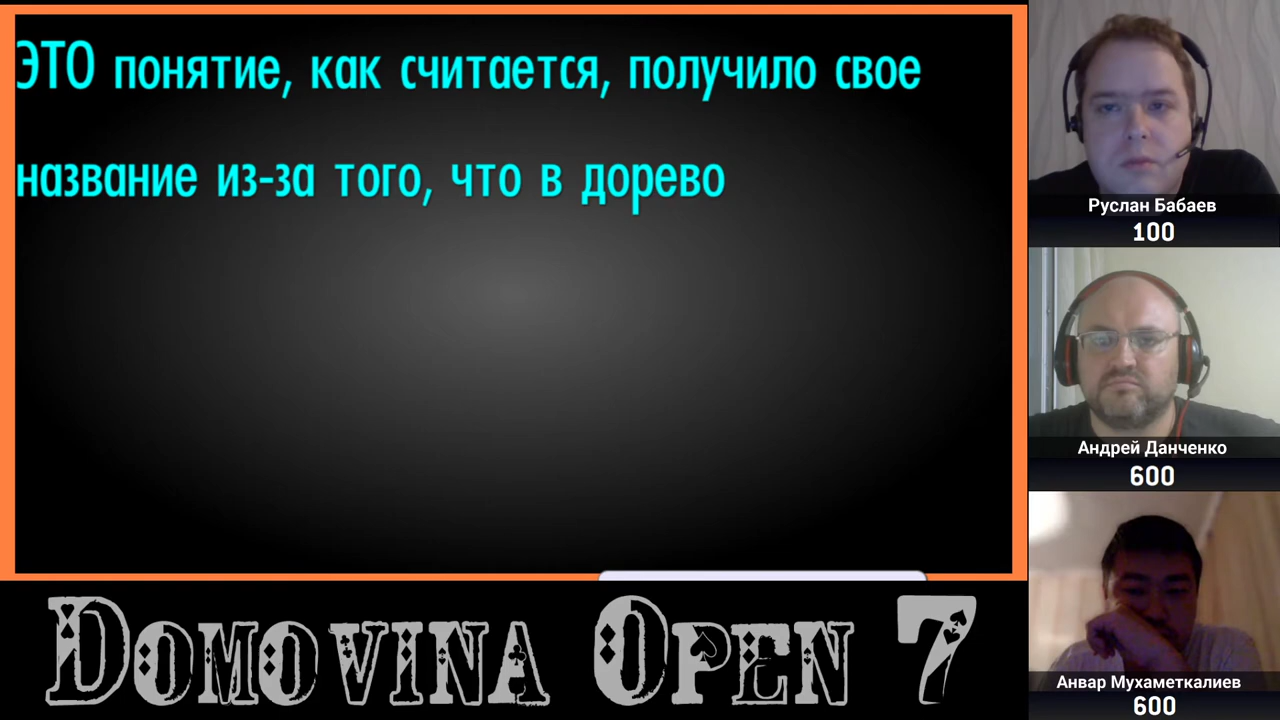 ЭТО понятие, как считается, получило свое
название из-за того, что в дорево
Руслан Бабаев
100
Андрей Данченко
600
Анвар Мухаметкалиев
600
DOMOVINA OPEN 7